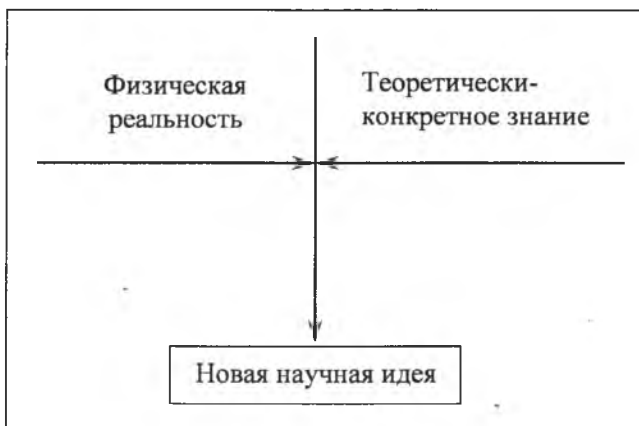 Физическая
реальность
Теоретически-
конкретное знание
Новая научная идея